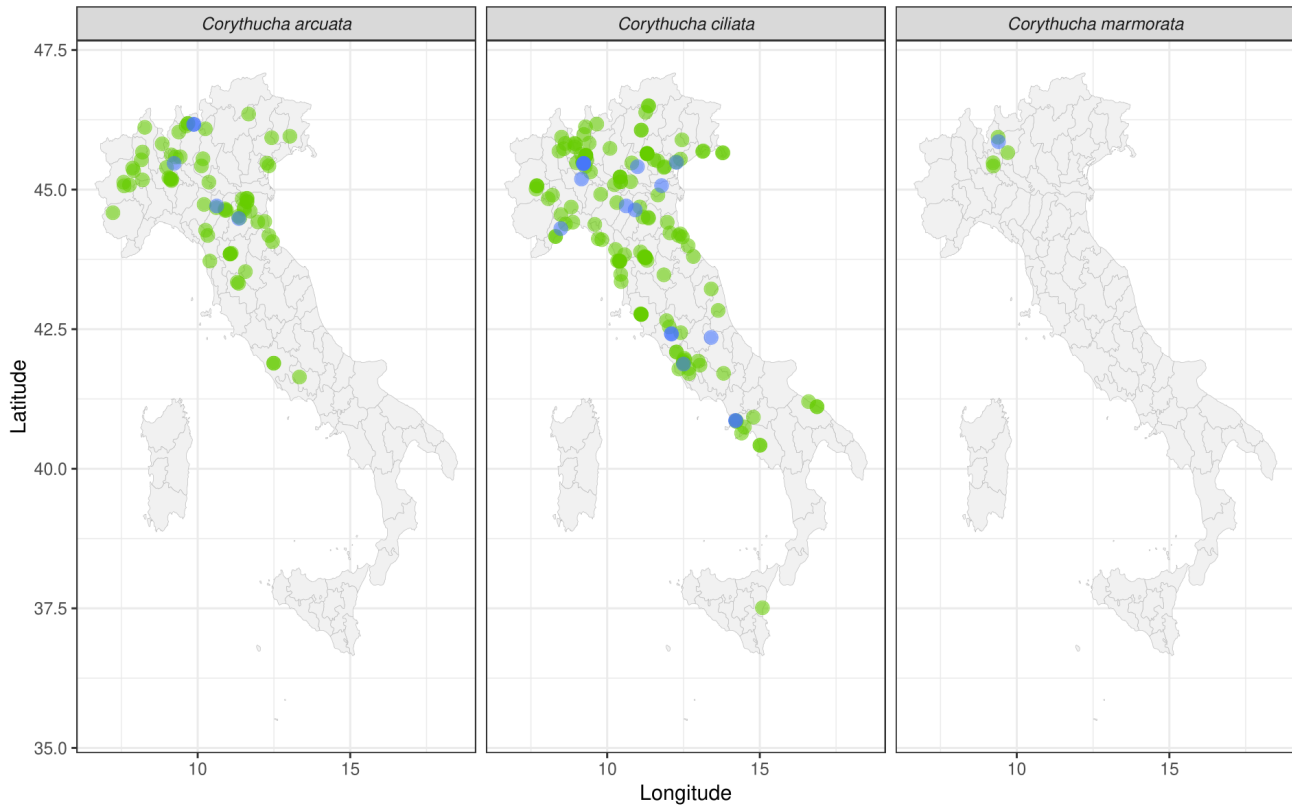 Corythucha arcuata
Corythucha ciliata
Corythucha marmorata
47.5
45.0
42.5
40.0
37.5
35.0
Latitude
10 15
10 15
10 15
Longitude